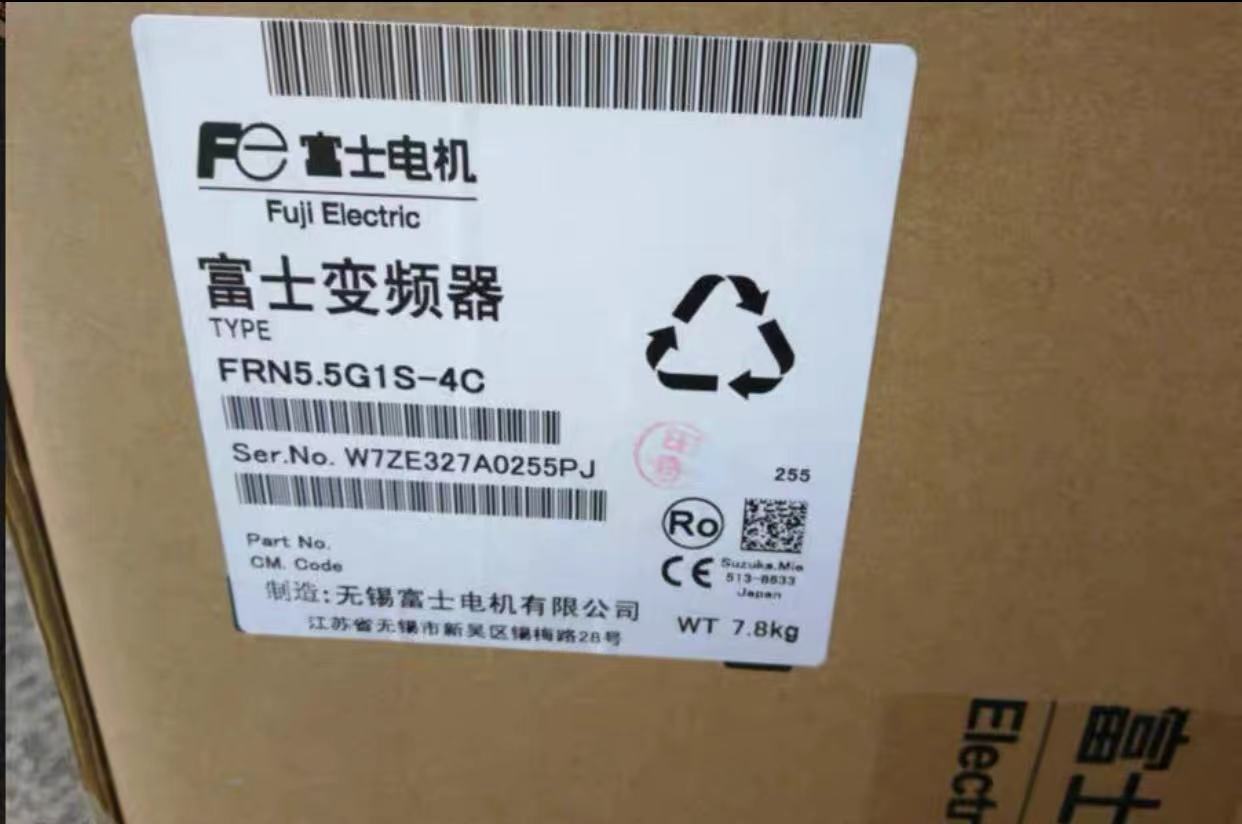 Fe 富士电机
Fuji Electric
富士变频器
TYPE
FRN5.5G1S-4C
Ser.No. W7ZE327A0255PJ
255
Ro
Part No.
CM. Code
CE
Suzuka.Mie
513-8633
Japan
制造:无锡富士电机有限公司
江苏省无锡市新吴区锡梅路28号
WT 7.8kg
富士
Electr